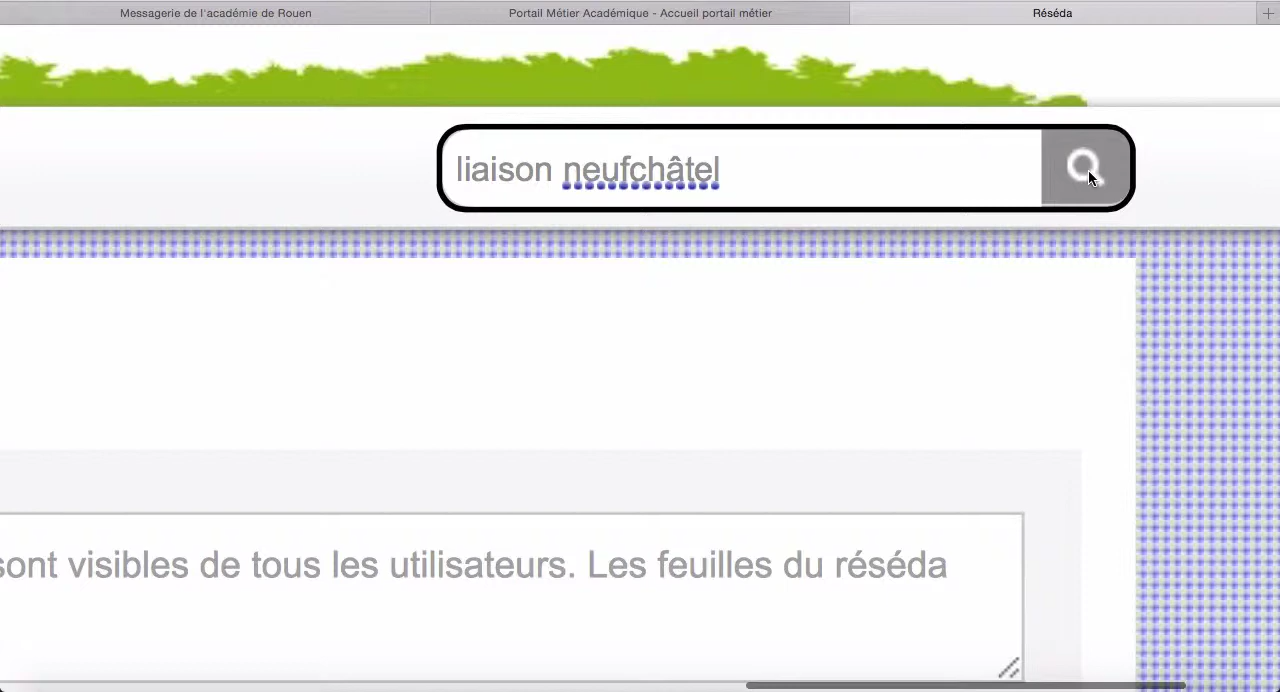 Messagerie de l'académie de Rouen
Portail Métier Académique - Accueil portail métier
Réséda
liaison neufchâtel
sont visibles de tous les utilisateurs. Les feuilles du réséda